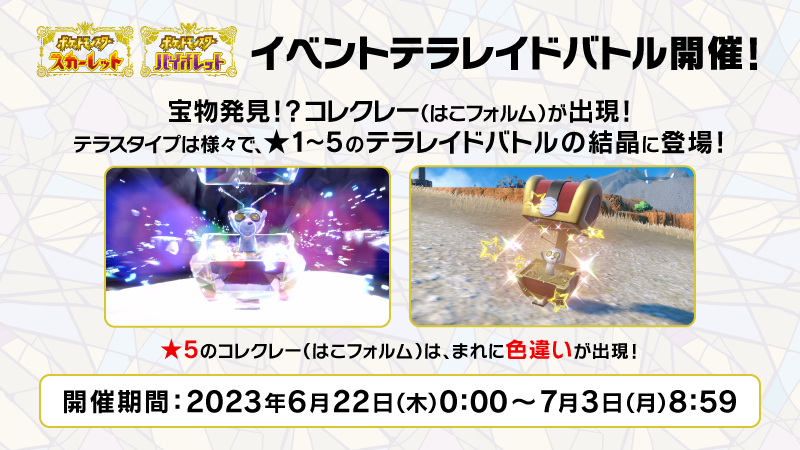 ポケットモンスター
スカーレット
ポケットモンスター
バイオレット
イベントテラレイドバトル開催!
宝物発見!?コレクレー(はこフォルム)が出現!
テラスタイプは様々で、★1~5のテラレイドバトルの結晶に登場!
★5のコレクレー(はこフォルム)は、まれに色違いが出現!
開催期間:2023年6月22日(木)0:00~7月3日(月)8:59